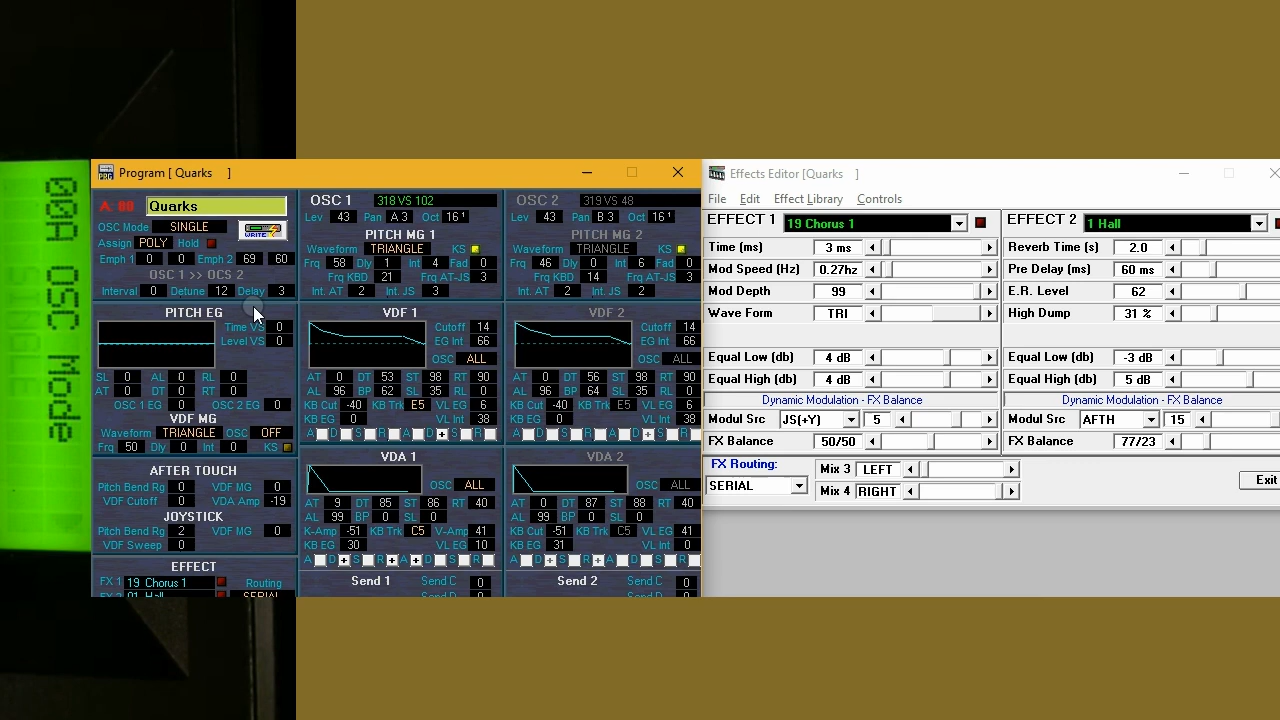 00A OSC Mode
SINGLE
Program [ Quarks ]
A: 00 Quarks
OSC Mode SINGLE
WRITE
Assign POLY Hold
Emph 1 0 0 Emph 2 69 60
OSC 1 >> OCS 2
Interval 0 Detune 12 Delay 3
PITCH EG
Time VS 0
Level VS 0
SL 0 AL 0 RL 0
AT 0 DT 0 RT 0
OSC 1 EG 0 OSC 2 EG 0
VDF MG
Waveform TRIANGLE OSC OFF
Frq 50 Dly 0 Int 0 KS
AFTER TOUCH
Pitch Bend Rg 0 VDF MG 0
VDF Cutoff 0 VDA Amp -19
JOYSTICK
Pitch Bend Rg 2 VDF MG 0
VDF Sweep 0
EFFECT
FX 1 19 Chorus 1 Routing
FX 2 01 Hall SERIAL
OSC 1 318 VS 102
Lev 43 Pan A 3 Oct 16'
PITCH MG 1
Waveform TRIANGLE KS
Frq 58 Dly 1 Int 4 Fad 0
Frq KBD 21 Frq AT-JS 3
Int. AT 2 Int. JS 3
VDF 1
Cutoff 14
EG Int 66
OSC ALL
AT 0 DT 53 ST 98 RT 90
AL 96 BP 62 SL 35 RL 0
KB Cut -40 KB Trk E5 VL EG 6
KB EG 0 VL Int 38
A D S R A D S R
VDA 1
OSC ALL
AT 9 DT 85 ST 86 RT 40
AL 99 BP 0 SL 0
K-Amp -51 KB Trk C5 V-Amp 41
KB EG 30 VL EG 10
A D S R A D S R
Send 1 Send C 0
Send D 0
OSC 2 319 VS 48
Lev 43 Pan B 3 Oct 16'
PITCH MG 2
Waveform TRIANGLE KS
Frq 46 Dly 0 Int 6 Fad 0
Frq KBD 14 Frq AT-JS 3
Int. AT 2 Int. JS 3
VDF 2
Cutoff 14
EG Int 66
OSC ALL
AT 0 DT 56 ST 98 RT 90
AL 96 BP 64 SL 35 RL 0
KB Cut -40 KB Trk E5 VL EG 6
KB EG 0 VL Int 38
A D S R A D S R
VDA 2
OSC ALL
AT 0 DT 87 ST 88 RT 40
AL 99 BP 0 SL 0
KB Cut -51 KB Trk C5 VL EG 41
KB EG 31 VL Int 0
A D S R A D S R
Send 2 Send C 0
Send D 0
Effects Editor [Quarks ]
File Edit Effect Library Controls
EFFECT 1 19 Chorus 1
Time (ms) 3 ms
Mod Speed (Hz) 0.27hz
Mod Depth 99
Wave Form TRI
Equal Low (db) 4 dB
Equal High (db) 4 dB
Dynamic Modulation - FX Balance
Modul Src JS(+Y) 5
FX Balance 50/50
FX Routing:
SERIAL
Mix 3 LEFT
Mix 4 RIGHT
EFFECT 2 1 Hall
Reverb Time (s) 2.0
Pre Delay (ms) 60 ms
E.R. Level 62
High Dump 31 %
Equal Low (db) -3 dB
Equal High (db) 5 dB
Dynamic Modulation - FX Balance
Modul Src AFTH 15
FX Balance 77/23
Exit